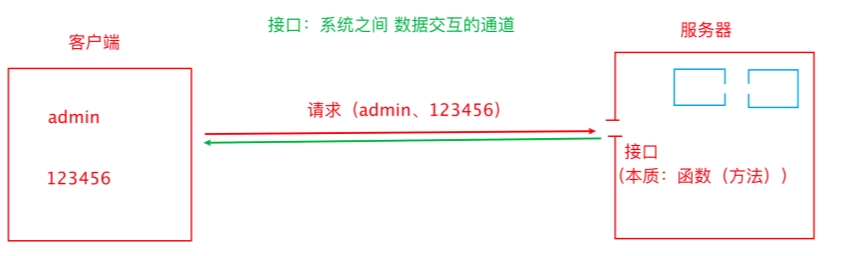 接口：系统之间 数据交互的通道
客户端
服务器
admin
请求（admin、123456）
123456
接口
（本质：函数（方法））